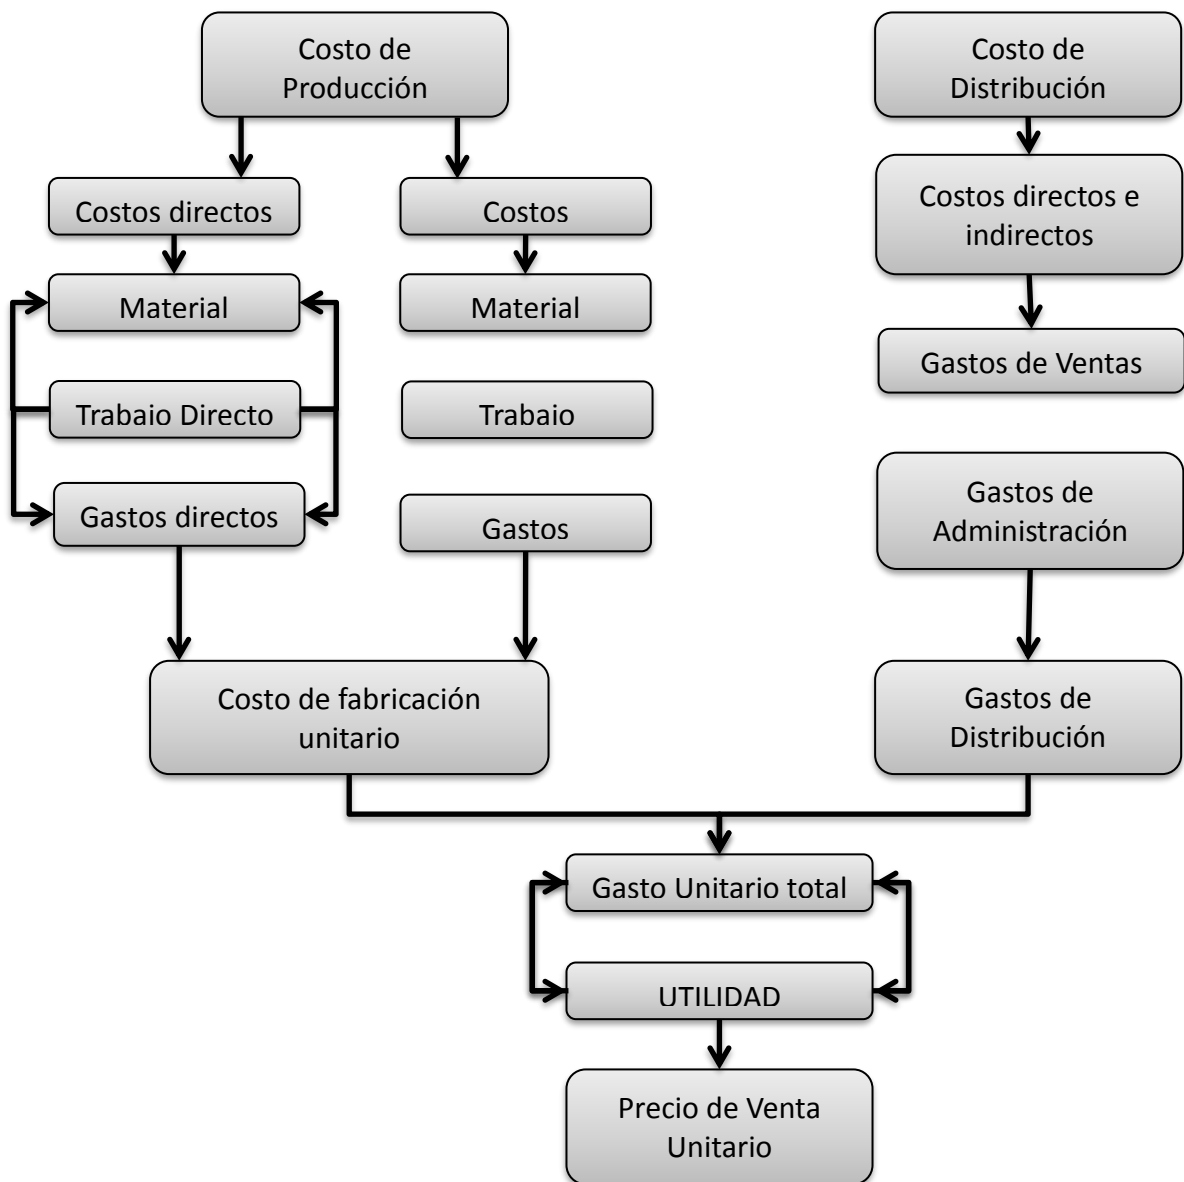 Costo de
Producción
Costo de
Distribución
Costos directos
Costos
Costos directos e
indirectos
Material
Material
Gastos de Ventas
Trabajo Directo
Trabajo
Gastos de
Administración
Gastos directos
Gastos
Costo de fabricación
unitario
Gastos de
Distribución
Gasto Unitario total
UTILIDAD
Precio de Venta
Unitario